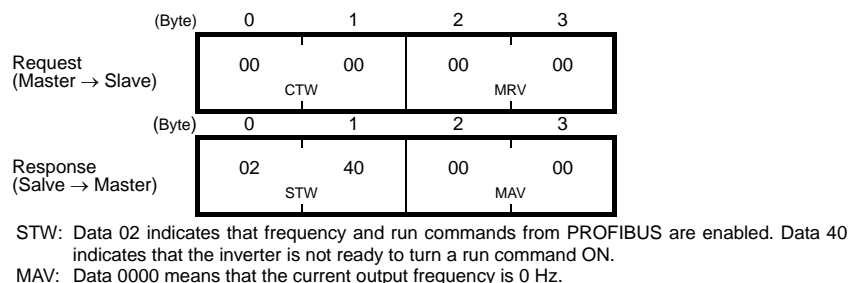 (Byte) 0 1 2 3
Request
(Master → Slave)
00 00 00 00
CTW MRV
(Byte) 0 1 2 3
Response
(Salve → Master)
02 40 00 00
STW MAV
STW: Data 02 indicates that frequency and run commands from PROFIBUS are enabled. Data 40
indicates that the inverter is not ready to turn a run command ON.
MAV: Data 0000 means that the current output frequency is 0 Hz.